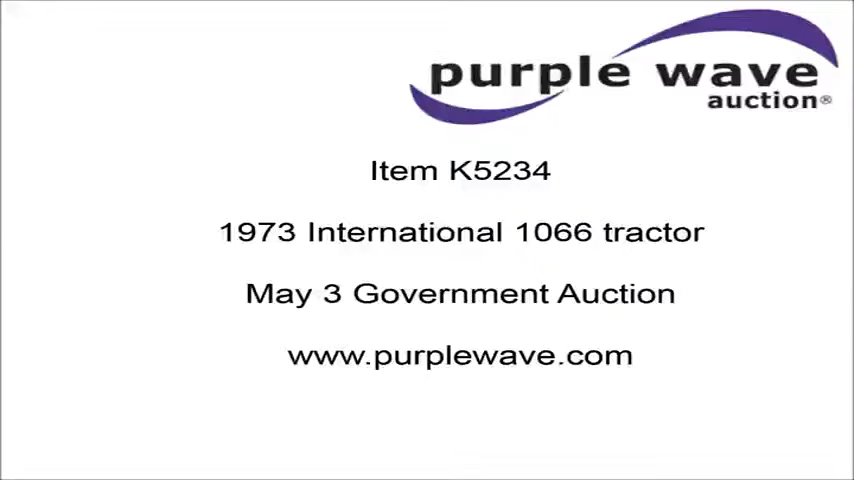 purple wave
auction®
Item K5234
1973 International 1066 tractor
May 3 Government Auction
www.purplewave.com